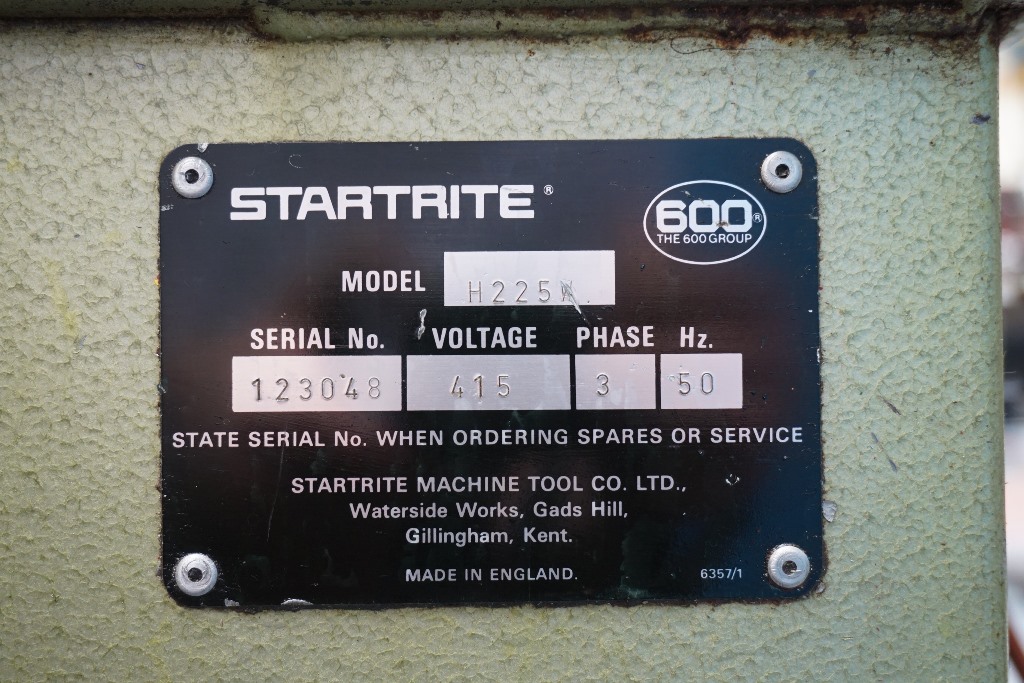 STARTRITE®
600®
THE 600 GROUP
MODEL H225W
SERIAL No. VOLTAGE PHASE Hz.
123048 415 3 50
STATE SERIAL No. WHEN ORDERING SPARES OR SERVICE
STARTRITE MACHINE TOOL CO. LTD.,
Waterside Works, Gads Hill,
Gillingham, Kent.
MADE IN ENGLAND.
6357/1